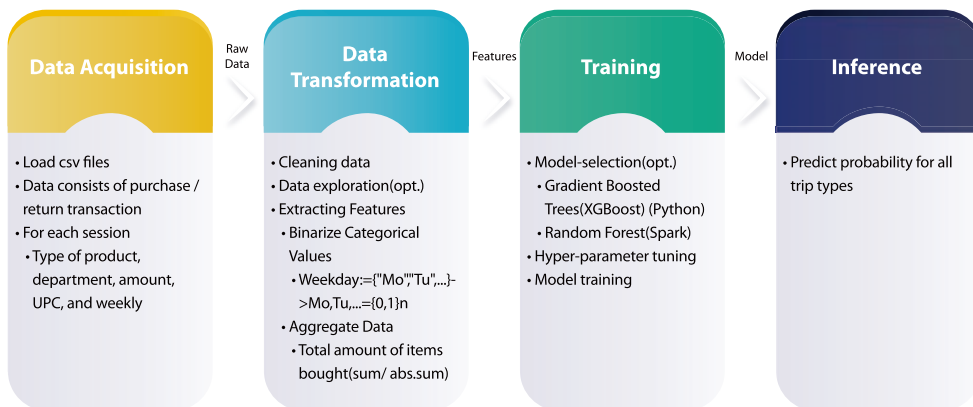 Data Acquisition
• Load csv files
• Data consists of purchase /
return transaction
• For each session
• Type of product,
department, amount,
UPC, and weekly
Raw
Data
Data
Transformation
• Cleaning data
• Data exploration(opt.)
• Extracting Features
• Binarize Categorical
Values
• Weekday:={"Mo","Tu",...}-
>Mo,Tu,...={0,1}n
• Aggregate Data
• Total amount of items
bought(sum/ abs.sum)
Features
Training
• Model-selection(opt.)
• Gradient Boosted
Trees(XGBoost) (Python)
• Random Forest(Spark)
• Hyper-parameter tuning
• Model training
Model
Inference
• Predict probability for all
trip types